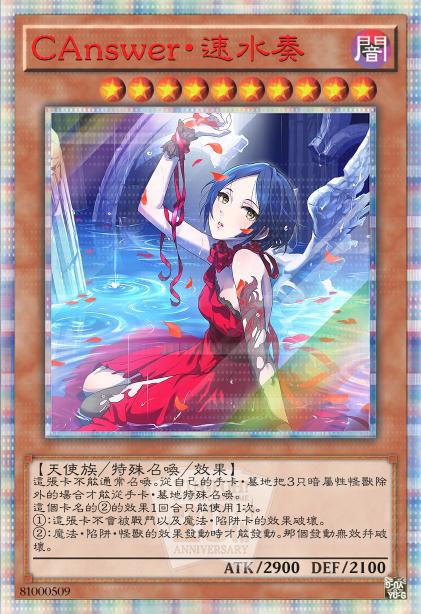 CAnswer・速水奏
闇
【天使族／特殊召喚／效果】
這張卡不能通常召喚。從自己的手卡・墓地把3只暗屬性怪獸除
外的場合才能從手卡・墓地特殊召喚。
這個卡名的②的效果1回合只能使用1次。
①：這張卡不會被戰鬥以及魔法・陷阱卡的效果破壞。
②：魔法・陷阱・怪獸的效果發動時才能發動。那個發動無效并破
壞。
ANNIVERSARY
ATK/2900 DEF/2100
81000509